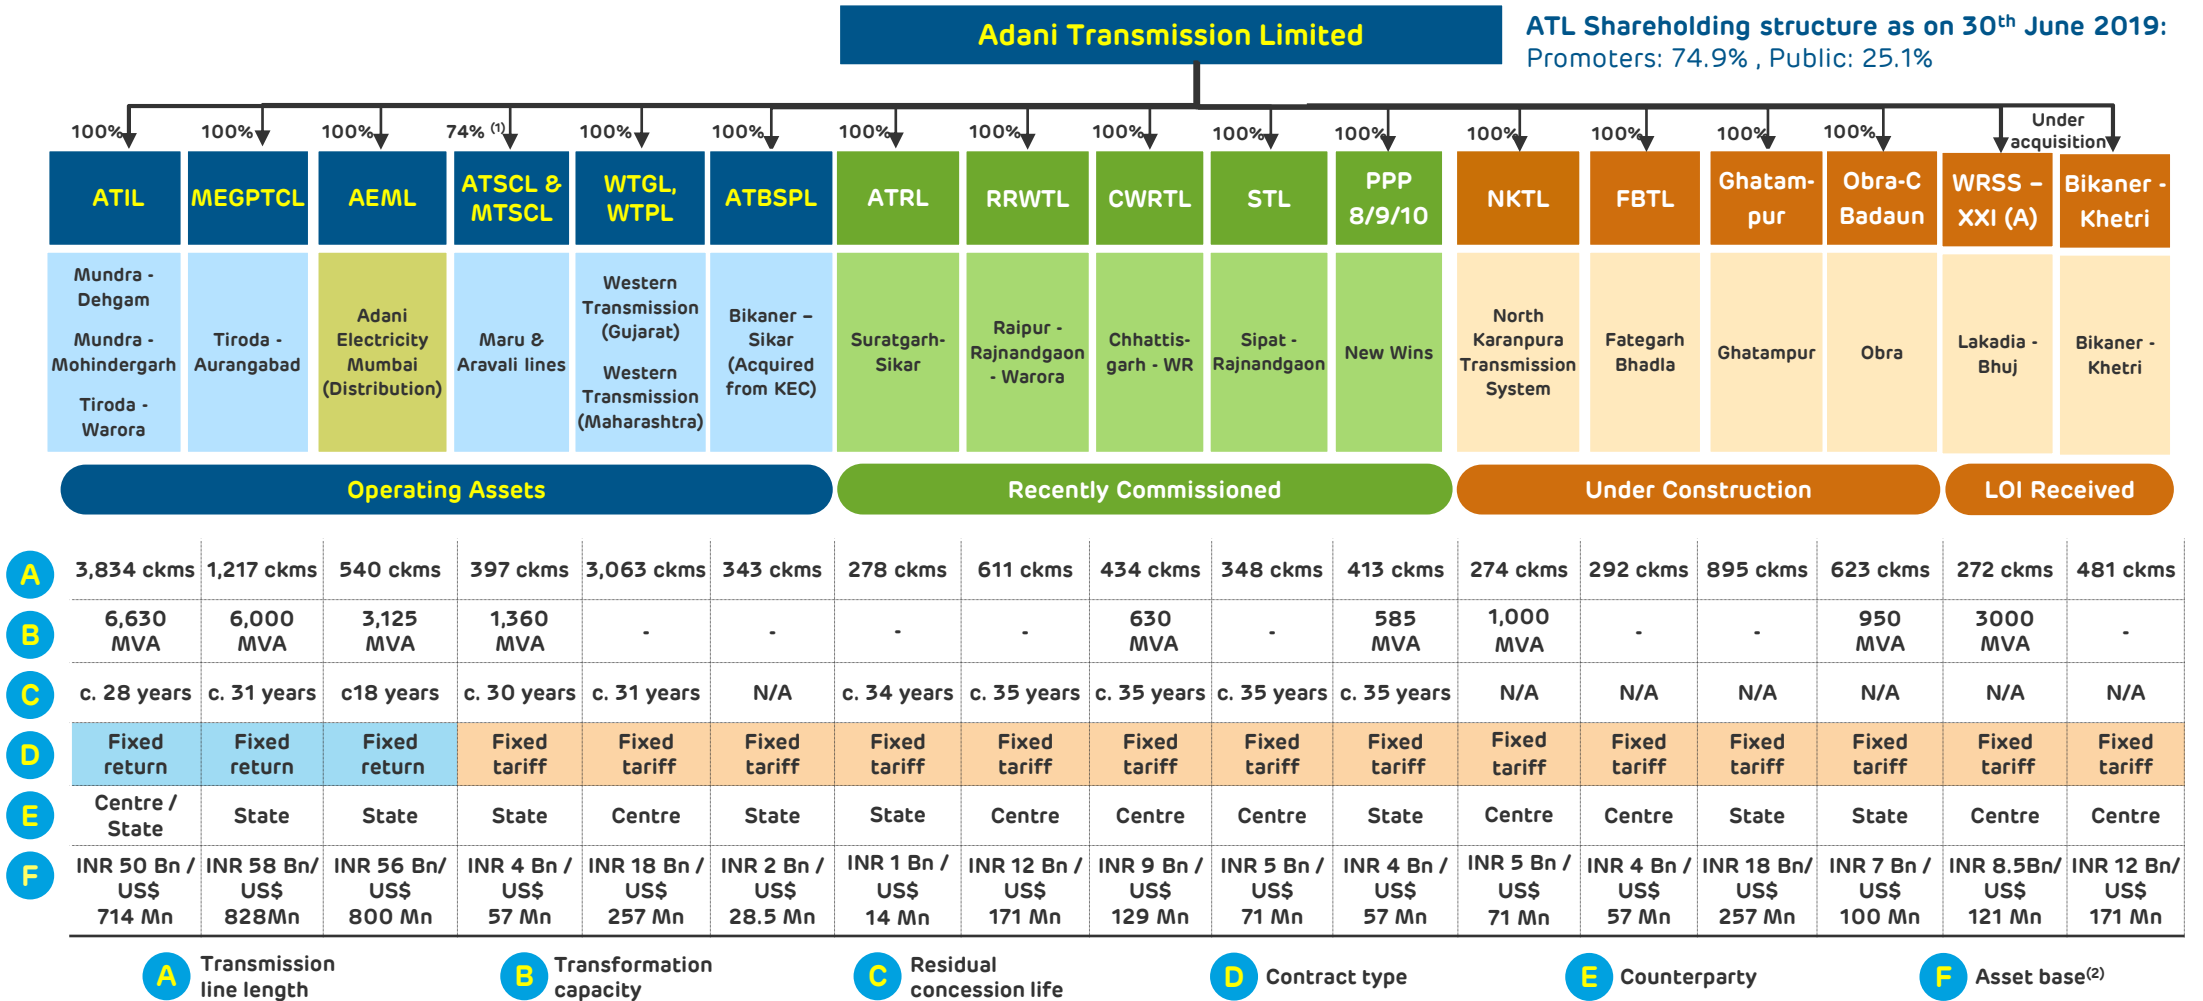 Adani Transmission Limited
ATL Shareholding structure as on 30th June 2019:
Promoters: 74.9% , Public: 25.1%
100% 100% 100% 74% (1) 100% 100% 100% 100% 100% 100% 100% 100% 100% 100% 100% Under
acquisition
ATIL
MEGPTCL
AEML
ATSCL &
MTSCL
WTGL,
WTPL
ATBSPL
ATRL
RRWTL
CWRTL
STL
PPP
8/9/10
NKTL
FBTL
Ghatam-
pur
Obra-C
Badaun
WRSS –
XXI (A)
Bikaner -
Khetri
Mundra -
Dehgam
Mundra -
Mohindergarh
Tiroda -
Warora
Tiroda -
Aurangabad
Adani
Electricity
Mumbai
(Distribution)
Maru &
Aravali lines
Western
Transmission
(Gujarat)
Western
Transmission
(Maharashtra)
Bikaner –
Sikar
(Acquired
from KEC)
Suratgarh-
Sikar
Raipur -
Rajnandgaon
- Warora
Chhattis-
garh - WR
Sipat -
Rajnandgaon
New Wins
North
Karanpura
Transmission
System
Fategarh
Bhadla
Ghatampur
Obra
Lakadia -
Bhuj
Bikaner -
Khetri
Operating Assets
Recently Commissioned
Under Construction
LOI Received
A 3,834 ckms 1,217 ckms 540 ckms 397 ckms 3,063 ckms 343 ckms 278 ckms 611 ckms 434 ckms 348 ckms 413 ckms 274 ckms 292 ckms 895 ckms 623 ckms 272 ckms 481 ckms
6,630 6,000 3,125 1,360 630 585 1,000 950 3000
B - - - - - - - -
MVA MVA MVA MVA MVA MVA MVA MVA MVA
C c. 28 years c. 31 years c18 years c. 30 years c. 31 years N/A c. 34 years c. 35 years c. 35 years c. 35 years c. 35 years N/A N/A N/A N/A N/A N/A
D
Fixed Fixed Fixed Fixed Fixed Fixed Fixed Fixed Fixed Fixed Fixed Fixed Fixed Fixed Fixed Fixed Fixed
return return return tariff tariff tariff tariff tariff tariff tariff tariff tariff tariff tariff tariff tariff tariff
E Centre /
State State State State Centre State State Centre Centre Centre State Centre Centre State State Centre Centre
F
INR 50 Bn / INR 58 Bn/ INR 56 Bn/ INR 4 Bn / INR 18 Bn / INR 2 Bn / INR 1 Bn / INR 12 Bn / INR 9 Bn / INR 5 Bn / INR 4 Bn / INR 5 Bn / INR 4 Bn / INR 18 Bn/ INR 7 Bn / INR 8.5Bn/ INR 12 Bn/
US$ US$ US$ US$ US$ US$ US$ US$ US$ US$ US$ US$ US$ US$ US$ US$ US$
714 Mn 828Mn 800 Mn 57 Mn 257 Mn 28.5 Mn 14 Mn 171 Mn 129 Mn 71 Mn 57 Mn 71 Mn 57 Mn 257 Mn 100 Mn 121 Mn 171 Mn
A Transmission
line length
B Transformation
capacity
C Residual
concession life
D Contract type
E Counterparty
F Asset base(2)